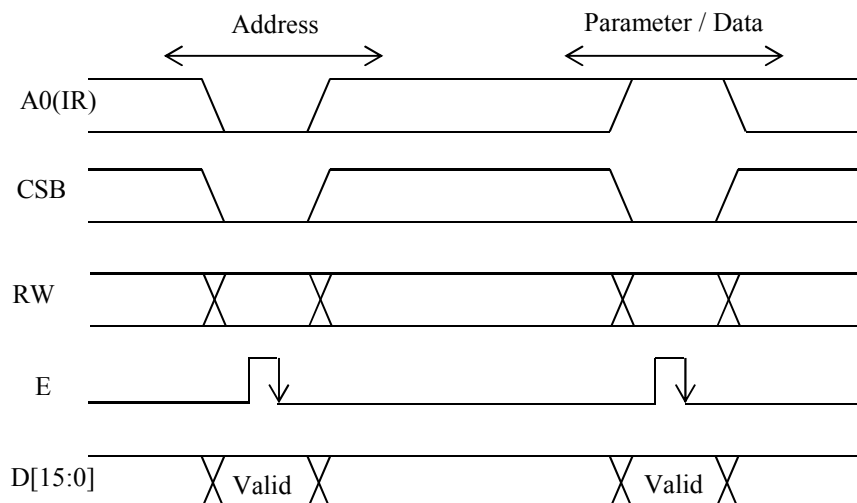 Address Parameter / Data
A0(IR)
CSB
RW
E
D[15:0] Valid Valid